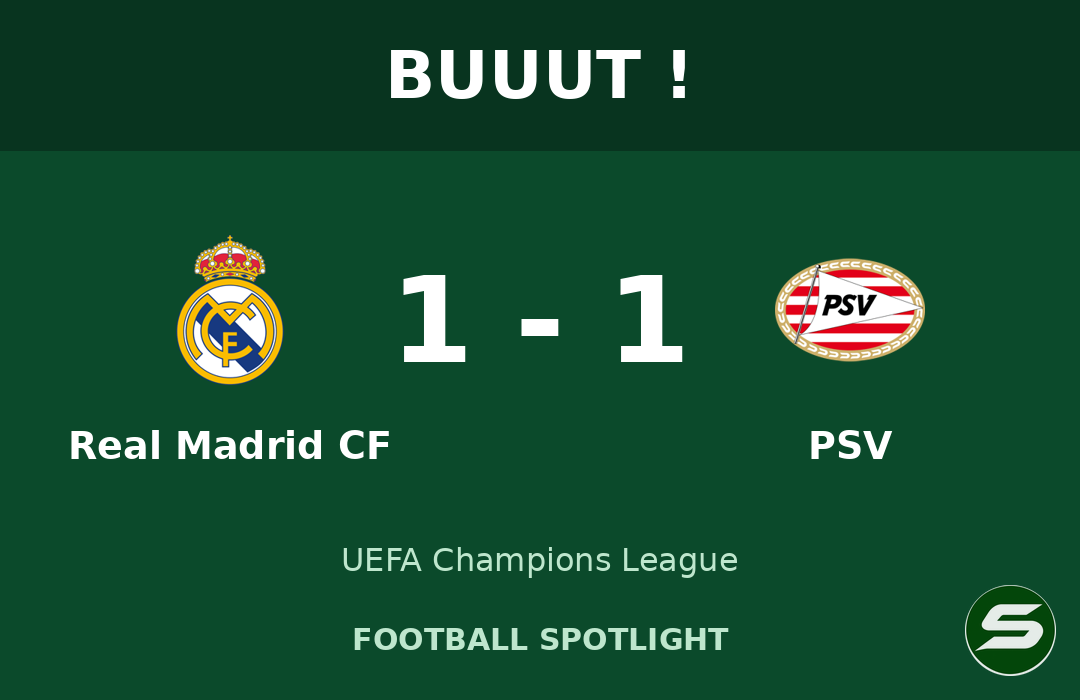 BUUUT !
1 - 1
PSV
Real Madrid CF
PSV
UEFA Champions League
FOOTBALL SPOTLIGHT
S